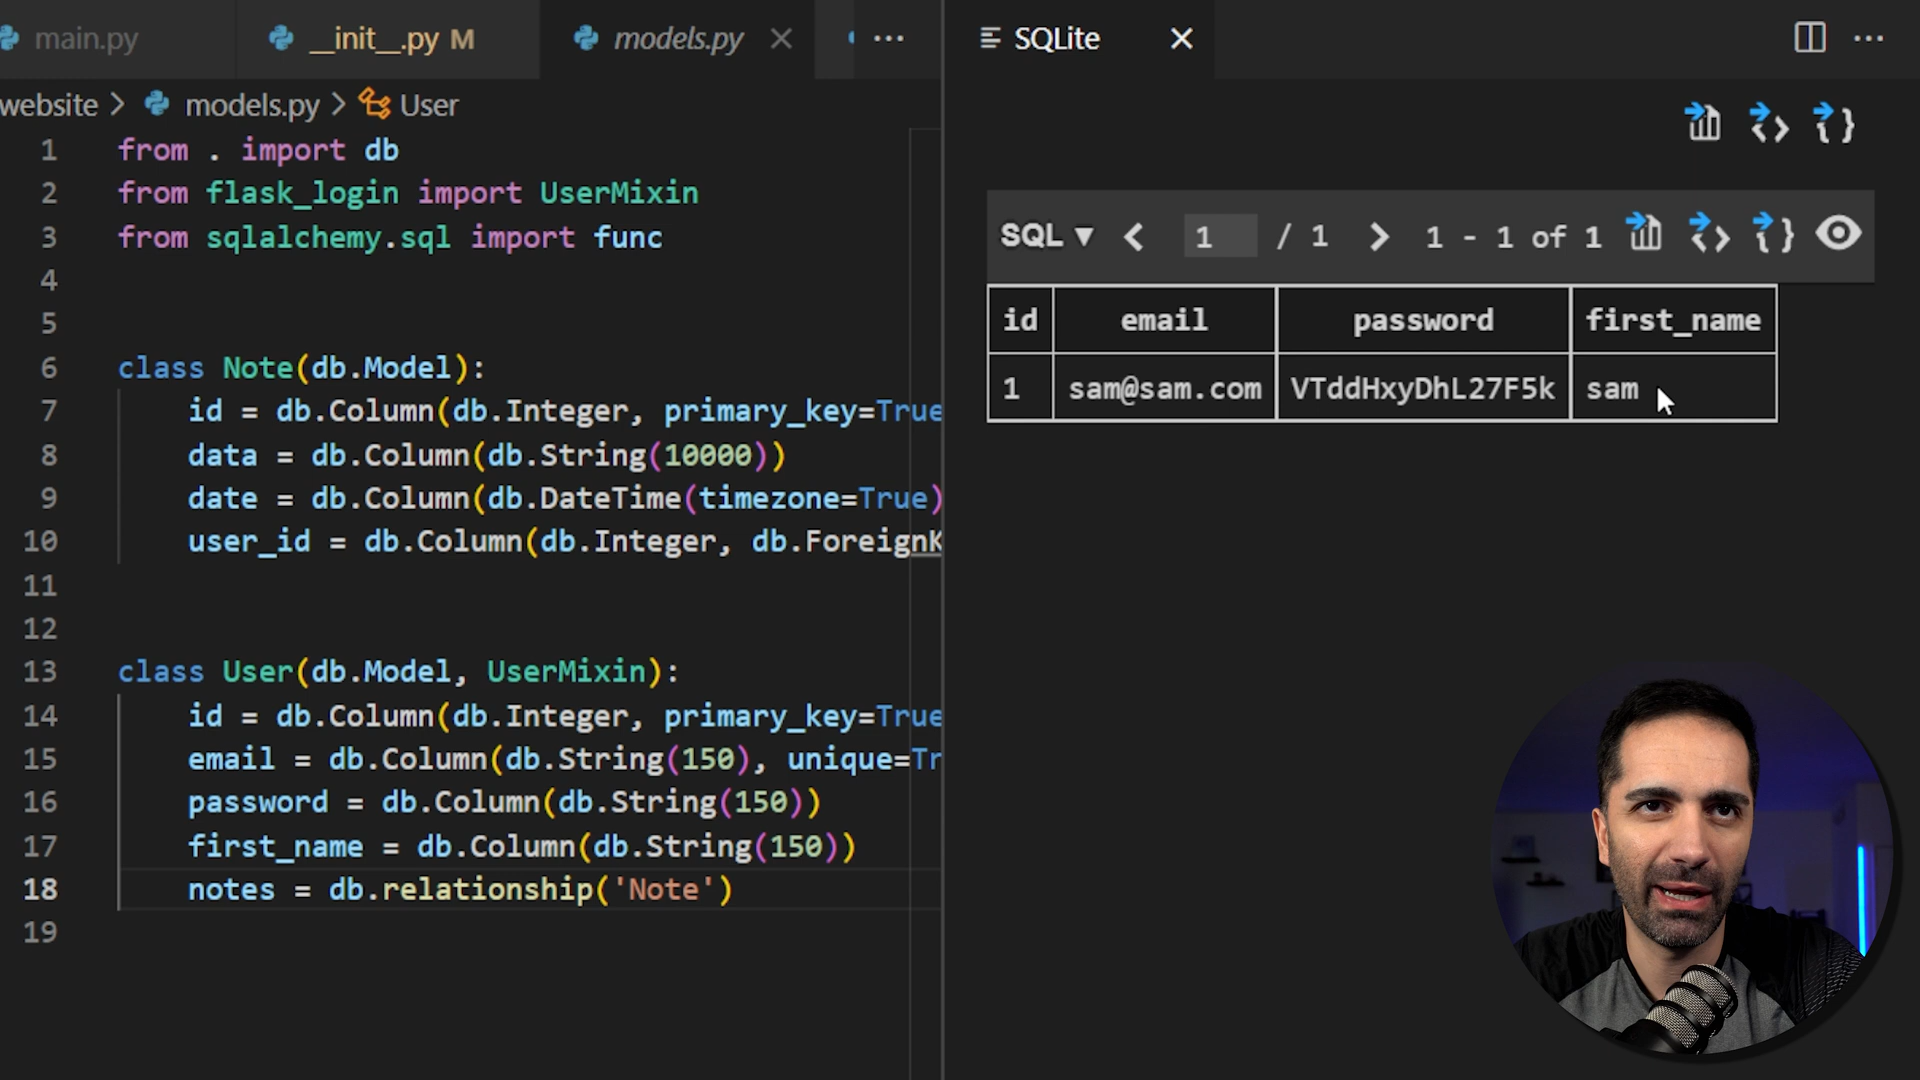 main.py
__init__.py M
models.py
website > models.py > User
1 from . import db
2 from flask_login import UserMixin
3 from sqlalchemy.sql import func
4
5
6 class Note(db.Model):
7 id = db.Column(db.Integer, primary_key=True
8 data = db.Column(db.String(10000))
9 date = db.Column(db.DateTime(timezone=True)
10 user_id = db.Column(db.Integer, db.ForeignK
11
12
13 class User(db.Model, UserMixin):
14 id = db.Column(db.Integer, primary_key=True
15 email = db.Column(db.String(150), unique=Tr
16 password = db.Column(db.String(150))
17 first_name = db.Column(db.String(150))
18 notes = db.relationship('Note')
19
SQLite
SQL ▼ < 1 / 1 > 1 - 1 of 1
id email password first_name
1 sam@sam.com VTddHxyDhL27F5k sam